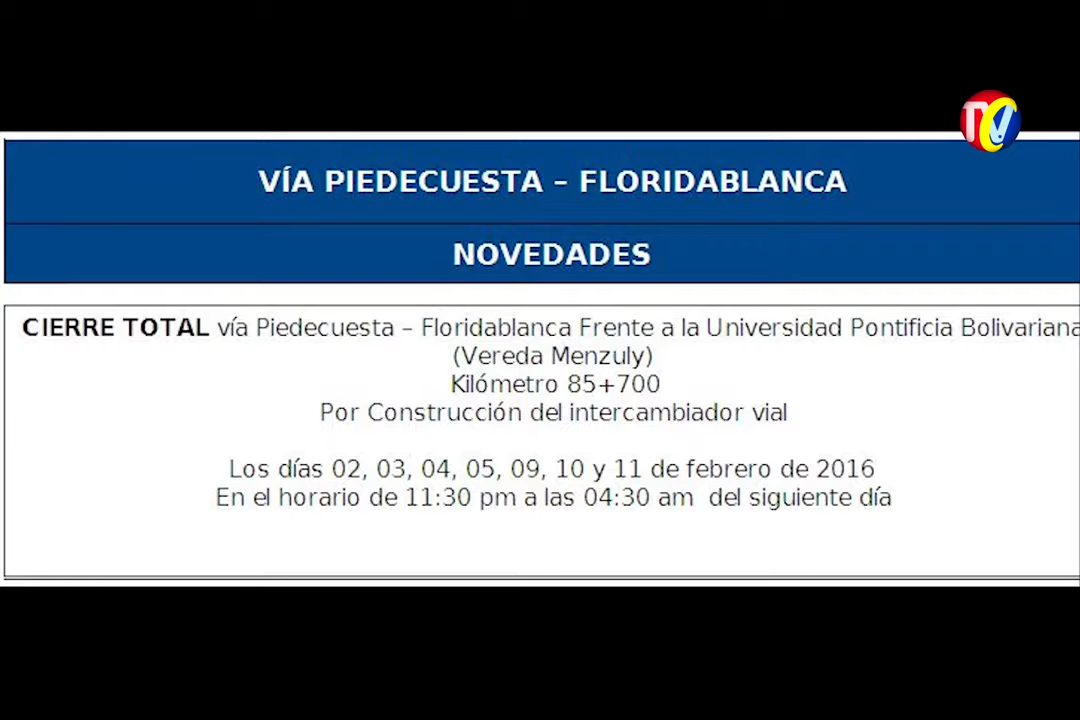 TCV
VÍA PIEDECUESTA – FLORIDABLANCA
NOVEDADES
CIERRE TOTAL vía Piedecuesta – Floridablanca Frente a la Universidad Pontificia Bolivariana
(Vereda Menzuly)
Kilómetro 85+700
Por Construcción del intercambiador vial
Los días 02, 03, 04, 05, 09, 10 y 11 de febrero de 2016
En el horario de 11:30 pm a las 04:30 am del siguiente día